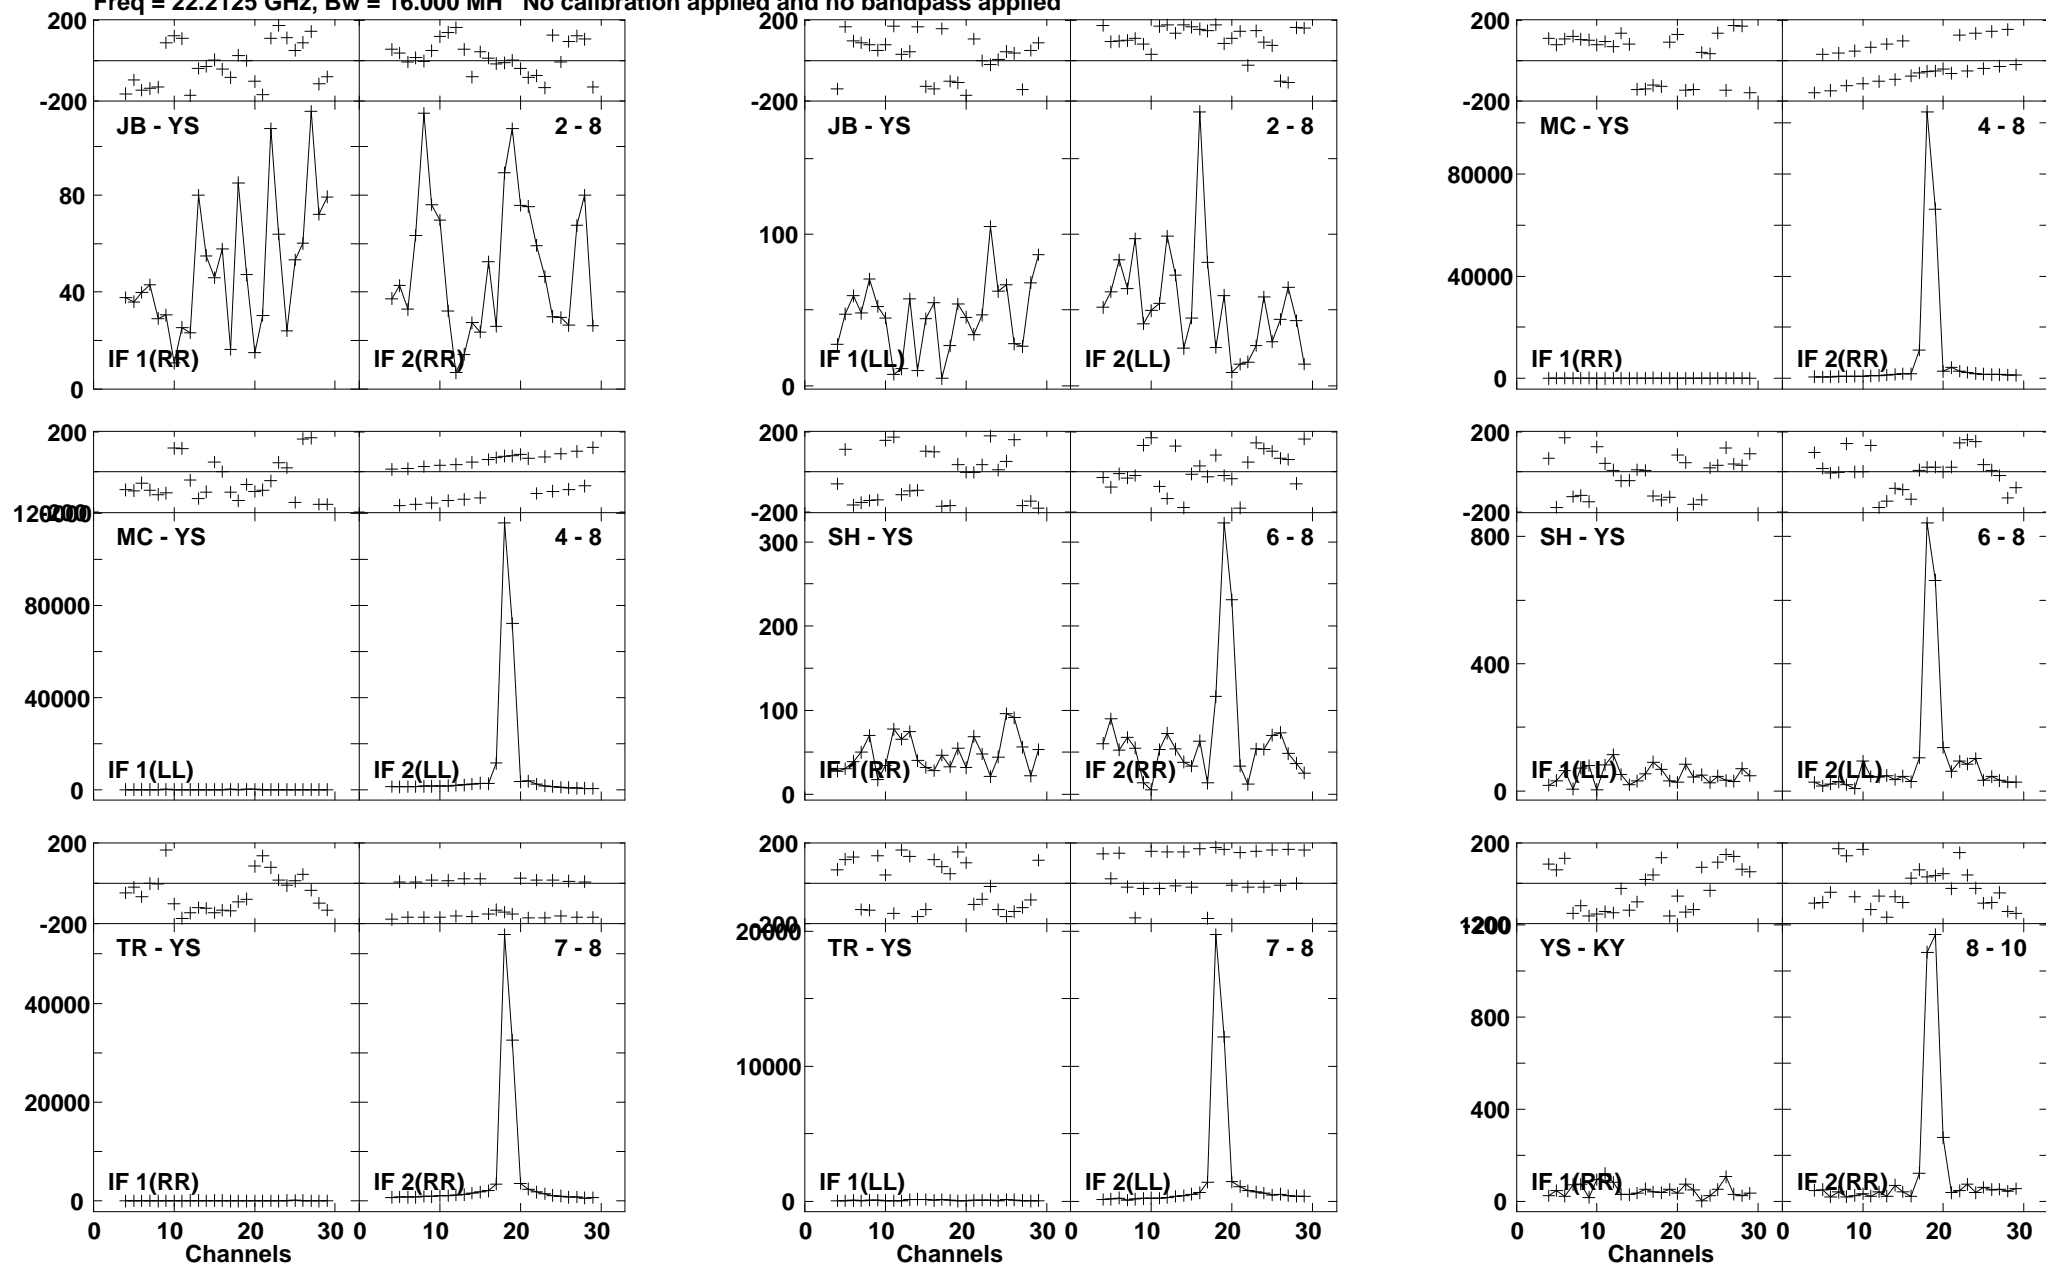 Freq = 22.2125 GHz, Bw = 16.000 MH No calibration applied and no bandpass applied
200
-200
JB - YS 2 - 8
80
40
0
IF 1(RR) IF 2(RR)
200
-200
JB - YS 2 - 8
100
0
IF 1(LL) IF 2(LL)
200
-200
MC - YS 4 - 8
80000
40000
0
IF 1(RR) IF 2(RR)
200
-200
120000
MC - YS 4 - 8
80000
40000
0
IF 1(LL) IF 2(LL)
200
-200
SH - YS 6 - 8
300
200
100
0
IF 1(RR) IF 2(RR)
200
-200
SH - YS 6 - 8
800
400
0
IF 1(LL) IF 2(LL)
200
-200
TR - YS 7 - 8
40000
20000
0
IF 1(RR) IF 2(RR)
0 10 20 30 0 10 20 30
Channels
200
-200
20000
TR - YS 7 - 8
10000
0
IF 1(LL) IF 2(LL)
0 10 20 30 0 10 20 30
Channels
200
-200
YS - KY 8 - 10
800
400
0
IF 1(RR) IF 2(RR)
0 10 20 30 0 10 20 30
Channels